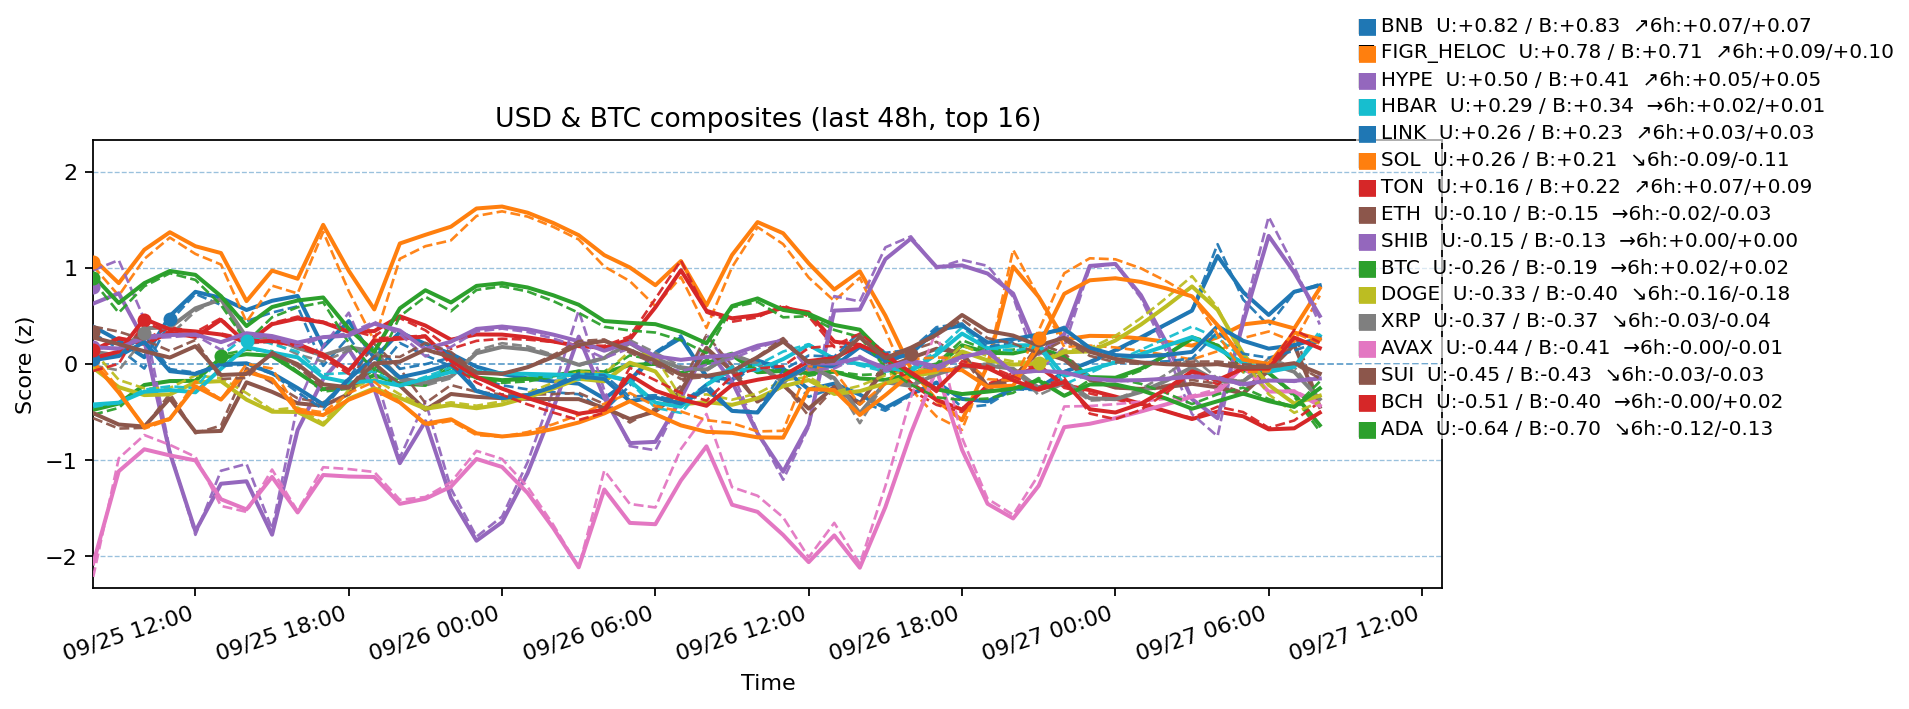 BNB  U:+0.82 / B:+0.83  ↗6h:+0.07/+0.07
FIGR_HELOC  U:+0.78 / B:+0.71  ↗6h:+0.09/+0.10
HYPE  U:+0.50 / B:+0.41  ↗6h:+0.05/+0.05
HBAR  U:+0.29 / B:+0.34  →6h:+0.02/+0.01
LINK  U:+0.26 / B:+0.23  ↗6h:+0.03/+0.03
SOL  U:+0.26 / B:+0.21  ↘6h:-0.09/-0.11
TON  U:+0.16 / B:+0.22  ↗6h:+0.07/+0.09
ETH  U:-0.10 / B:-0.15  →6h:-0.02/-0.03
SHIB  U:-0.15 / B:-0.13  →6h:+0.00/+0.00
BTC  U:-0.26 / B:-0.19  →6h:+0.02/+0.02
DOGE  U:-0.33 / B:-0.40  ↘6h:-0.16/-0.18
XRP  U:-0.37 / B:-0.37  ↘6h:-0.03/-0.04
AVAX  U:-0.44 / B:-0.41  →6h:-0.00/-0.01
SUI  U:-0.45 / B:-0.43  ↘6h:-0.03/-0.03
BCH  U:-0.51 / B:-0.40  →6h:-0.00/+0.02
ADA  U:-0.64 / B:-0.70  ↘6h:-0.12/-0.13
USD & BTC composites (last 48h, top 16)
Score (z)
2
1
0
−1
−2
09/25 12:00
09/25 18:00
09/26 00:00
09/26 06:00
09/26 12:00
09/26 18:00
09/27 00:00
09/27 06:00
09/27 12:00
Time